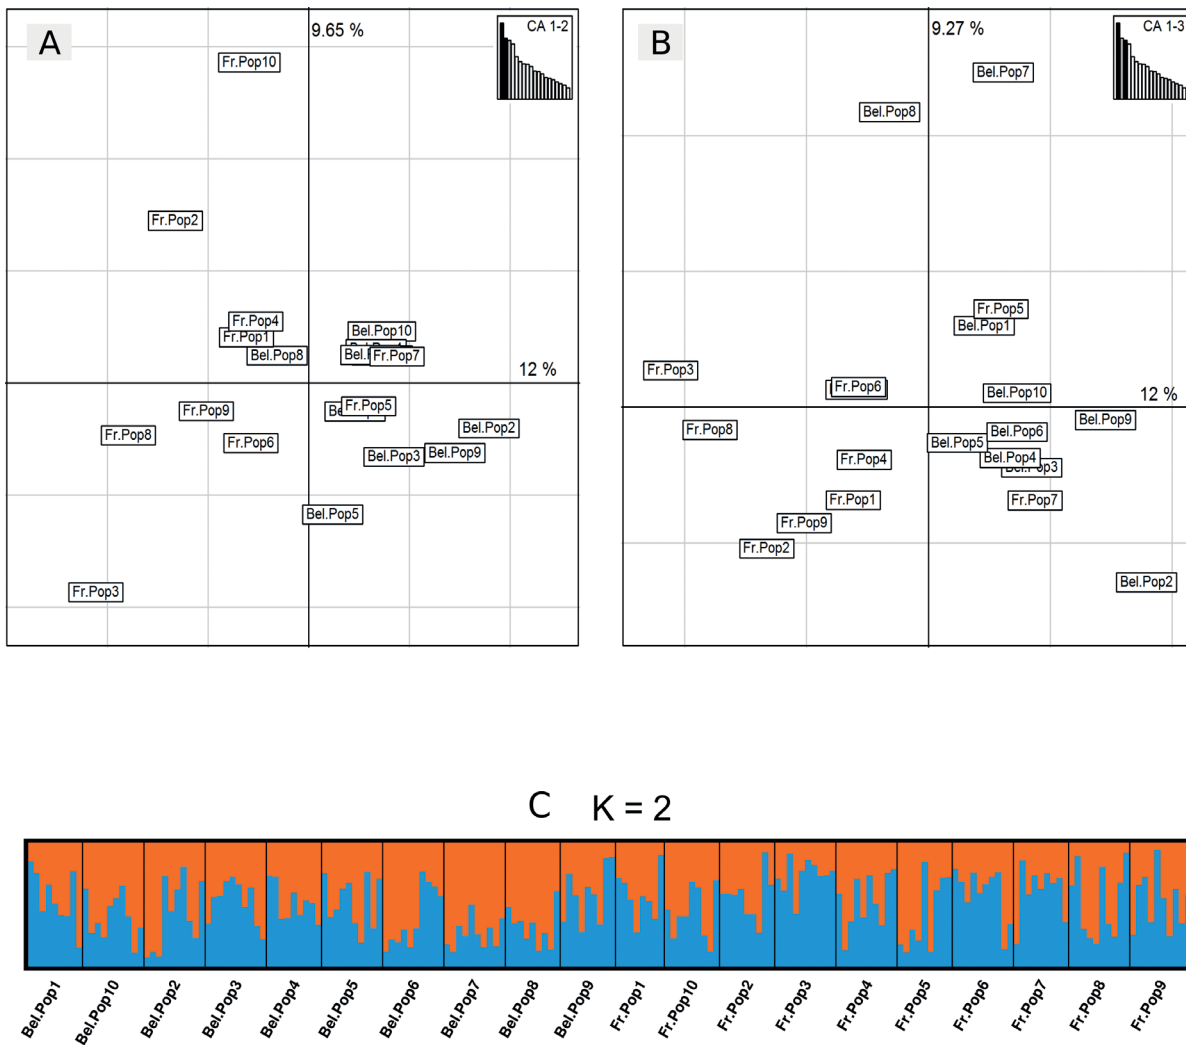 A
9.65 %
CA 1-2
Fr.Pop10
Fr.Pop2
Fr.Pop4
Fr.Pop1
Bel.Pop8
Bel.Pop10
Fr.Pop7
12 %
Fr.Pop9
Fr.Pop5
Fr.Pop8
Fr.Pop6
Bel.Pop2
Bel.Pop3
Bel.Pop9
Bel.Pop5
Fr.Pop3
B
9.27 %
CA 1-3
Bel.Pop7
Bel.Pop8
Fr.Pop5
Bel.Pop1
Fr.Pop3
Fr.Pop6
Bel.Pop10
12 %
Bel.Pop9
Fr.Pop8
Bel.Pop6
Bel.Pop5
Fr.Pop4
Bel.Pop4
Bel.Pop3
Fr.Pop1
Fr.Pop7
Fr.Pop9
Fr.Pop2
Bel.Pop2
C K = 2
Bel.Pop1
Bel.Pop10
Bel.Pop2
Bel.Pop3
Bel.Pop4
Bel.Pop5
Bel.Pop6
Bel.Pop7
Bel.Pop8
Bel.Pop9
Fr.Pop1
Fr.Pop10
Fr.Pop2
Fr.Pop3
Fr.Pop4
Fr.Pop5
Fr.Pop6
Fr.Pop7
Fr.Pop8
Fr.Pop9